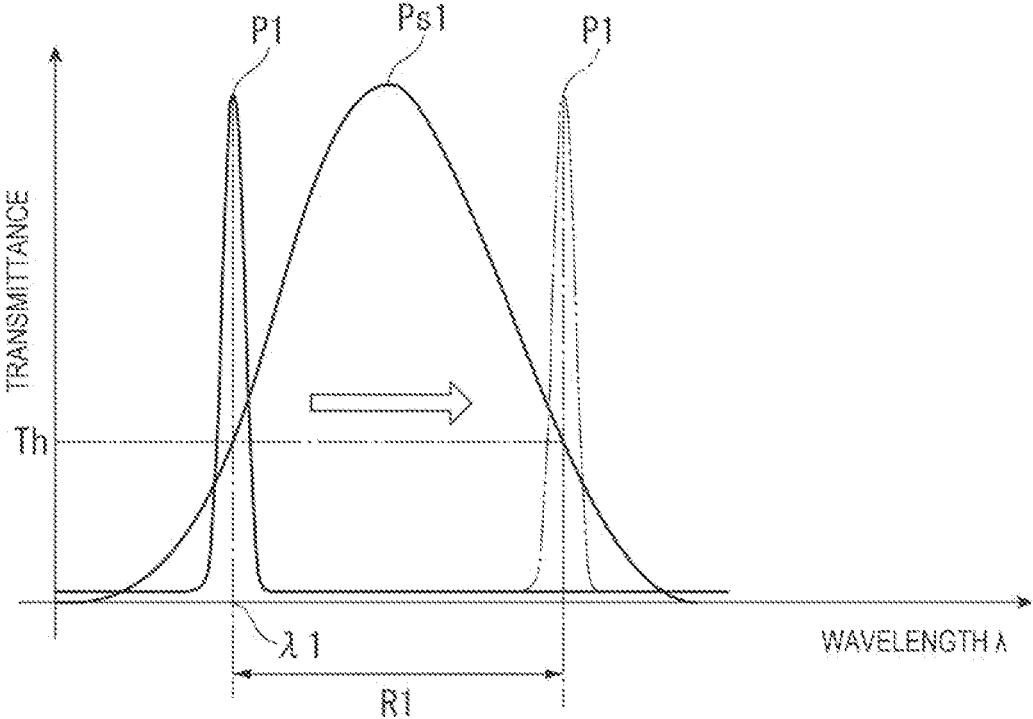 P1
Ps1
P1
TRANSMITTANCE
Th
λ1
WAVELENGTH λ
R1